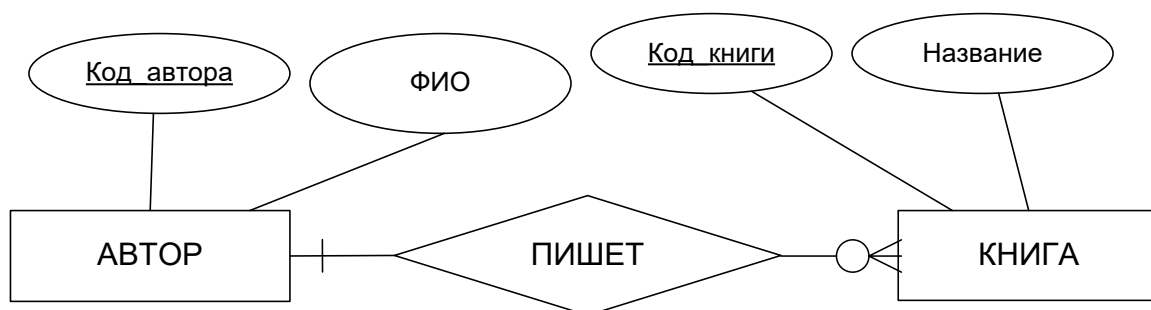 Код_автора
ФИО
Код_книги
Название
АВТОР
ПИШЕТ
КНИГА